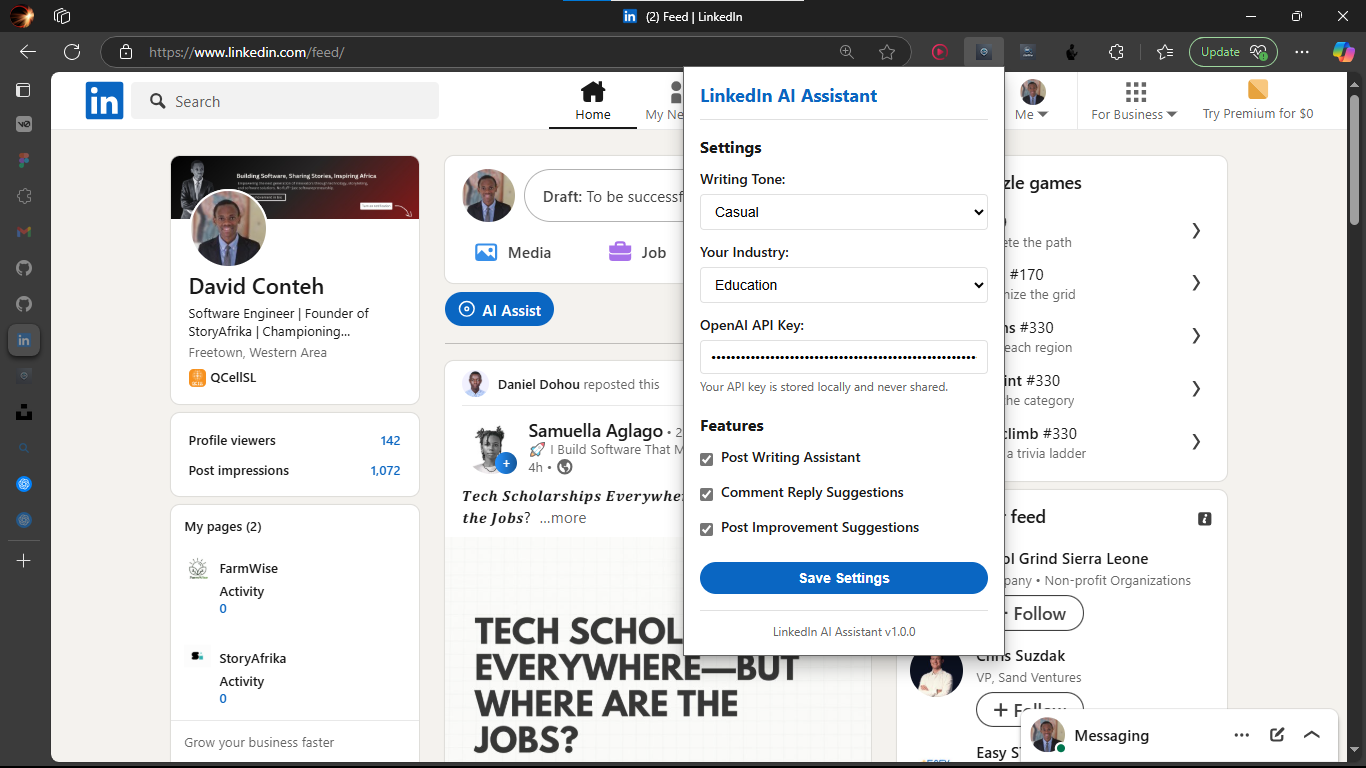 (2) Feed | LinkedIn
https://www.linkedin.com/feed/
Update
in
Search
Home
My Ne
Me
For Business
Try Premium for $0
LinkedIn AI Assistant
Settings
Writing Tone:
Casual
Your Industry:
Education
OpenAI API Key:
••••••••••••••••••••••••••••••••••••••••••••••••••••
Your API key is stored locally and never shared.
Features
Post Writing Assistant
Comment Reply Suggestions
Post Improvement Suggestions
Save Settings
LinkedIn AI Assistant v1.0.0
Building Software, Sharing Stories, Inspiring Africa
David Conteh
Software Engineer | Founder of
StoryAfrika | Championing...
Freetown, Western Area
QCellSL
Profile viewers 142
Post impressions 1,072
My pages (2)
FarmWise
Activity
0
StoryAfrika
Activity
0
Grow your business faster
Draft: To be successf
Media
Job
AI Assist
Daniel Dohou reposted this
Samuella Aglago • 2
🚀 I Build Software That M
4h •
Tech Scholarships Everywhe
the Jobs? ...more
TECH SCHOL
EVERYWHERE—BUT
WHERE ARE THE
JOBS?
zle games
ete the path
#170
nize the grid
ns #330
each region
int #330
he category
climb #330
a trivia ladder
r feed
ol Grind Sierra Leone
pany • Non-profit Organizations
Follow
Chris Suzdak
VP, Sand Ventures
+ Follow
Easy S
Messaging